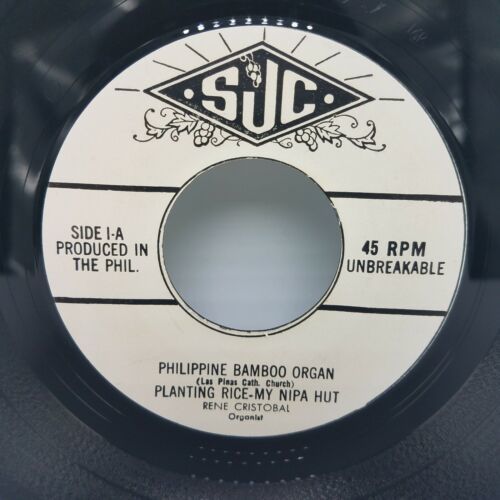 SJC
SIDE I-A
PRODUCED IN
THE PHIL.
45 RPM
UNBREAKABLE
PHILIPPINE BAMBOO ORGAN
(Las Pinas Cath. Church)
PLANTING RICE-MY NIPA HUT
RENE CRISTOBAL
Organist